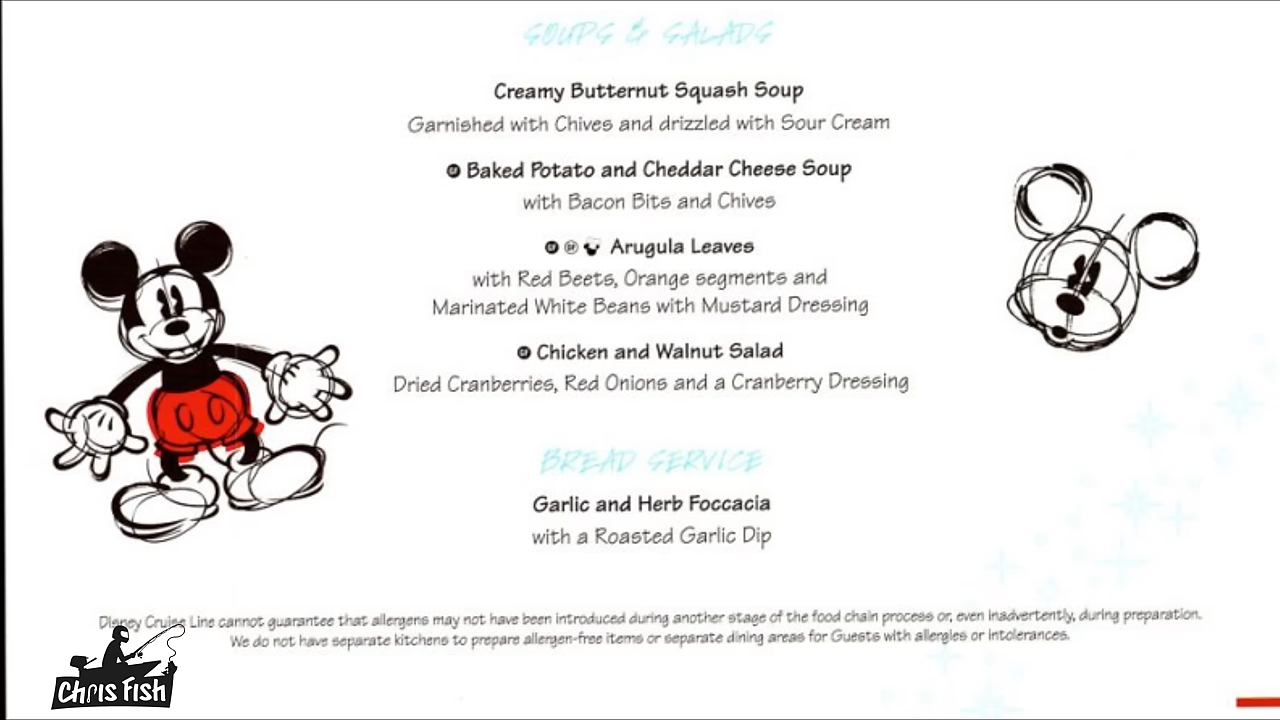 SOUPS & SALADS
Creamy Butternut Squash Soup
Garnished with Chives and drizzled with Sour Cream
GF Baked Potato and Cheddar Cheese Soup
with Bacon Bits and Chives
GF DF Arugula Leaves
with Red Beets, Orange segments and
Marinated White Beans with Mustard Dressing
GF Chicken and Walnut Salad
Dried Cranberries, Red Onions and a Cranberry Dressing
BREAD SERVICE
Garlic and Herb Foccacia
with a Roasted Garlic Dip
Disney Cruise Line cannot guarantee that allergens may not have been introduced during another stage of the food chain process or, even inadvertently, during preparation.
We do not have separate kitchens to prepare allergen-free items or separate dining areas for Guests with allergies or intolerances.
Chris Fish